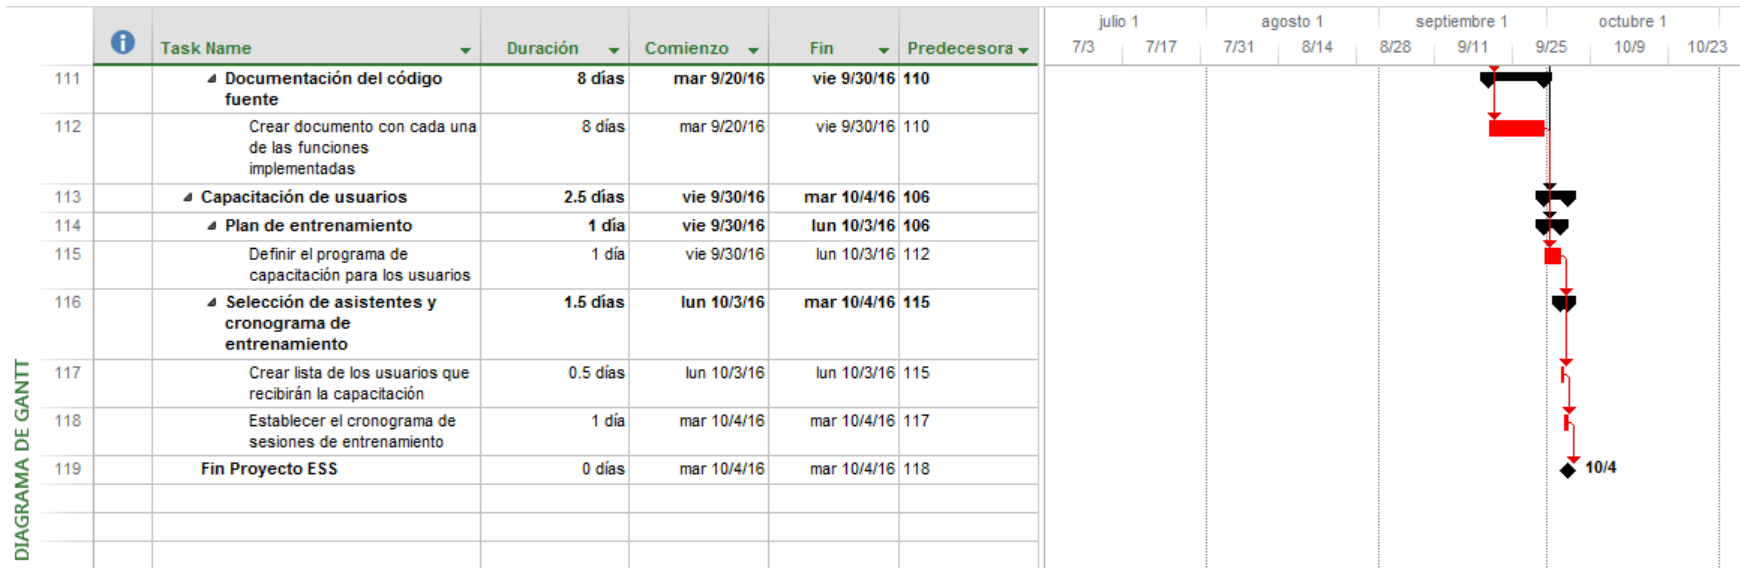 julio 1 agosto 1 septiembre 1 octubre 1
Task Name Duración Comienzo Fin Predecesora 7/3 7/17 7/31 8/14 8/28 9/11 9/25 10/9 10/23
111 Documentación del código 8 días mar 9/20/16 vie 9/30/16 110
fuente
112 Crear documento con cada una 8 días mar 9/20/16 vie 9/30/16 110
de las funciones
implementadas
113 Capacitación de usuarios 2.5 días vie 9/30/16 mar 10/4/16 106
114 Plan de entrenamiento 1 día vie 9/30/16 lun 10/3/16 106
115 Definir el programa de 1 día vie 9/30/16 lun 10/3/16 112
capacitación para los usuarios
116 Selección de asistentes y 1.5 días lun 10/3/16 mar 10/4/16 115
cronograma de
entrenamiento
117 Crear lista de los usuarios que 0.5 días lun 10/3/16 lun 10/3/16 115
recibirán la capacitación
118 Establecer el cronograma de 1 día mar 10/4/16 mar 10/4/16 117
sesiones de entrenamiento
119 Fin Proyecto ESS 0 días mar 10/4/16 mar 10/4/16 118 10/4
DIAGRAMA DE GANTT